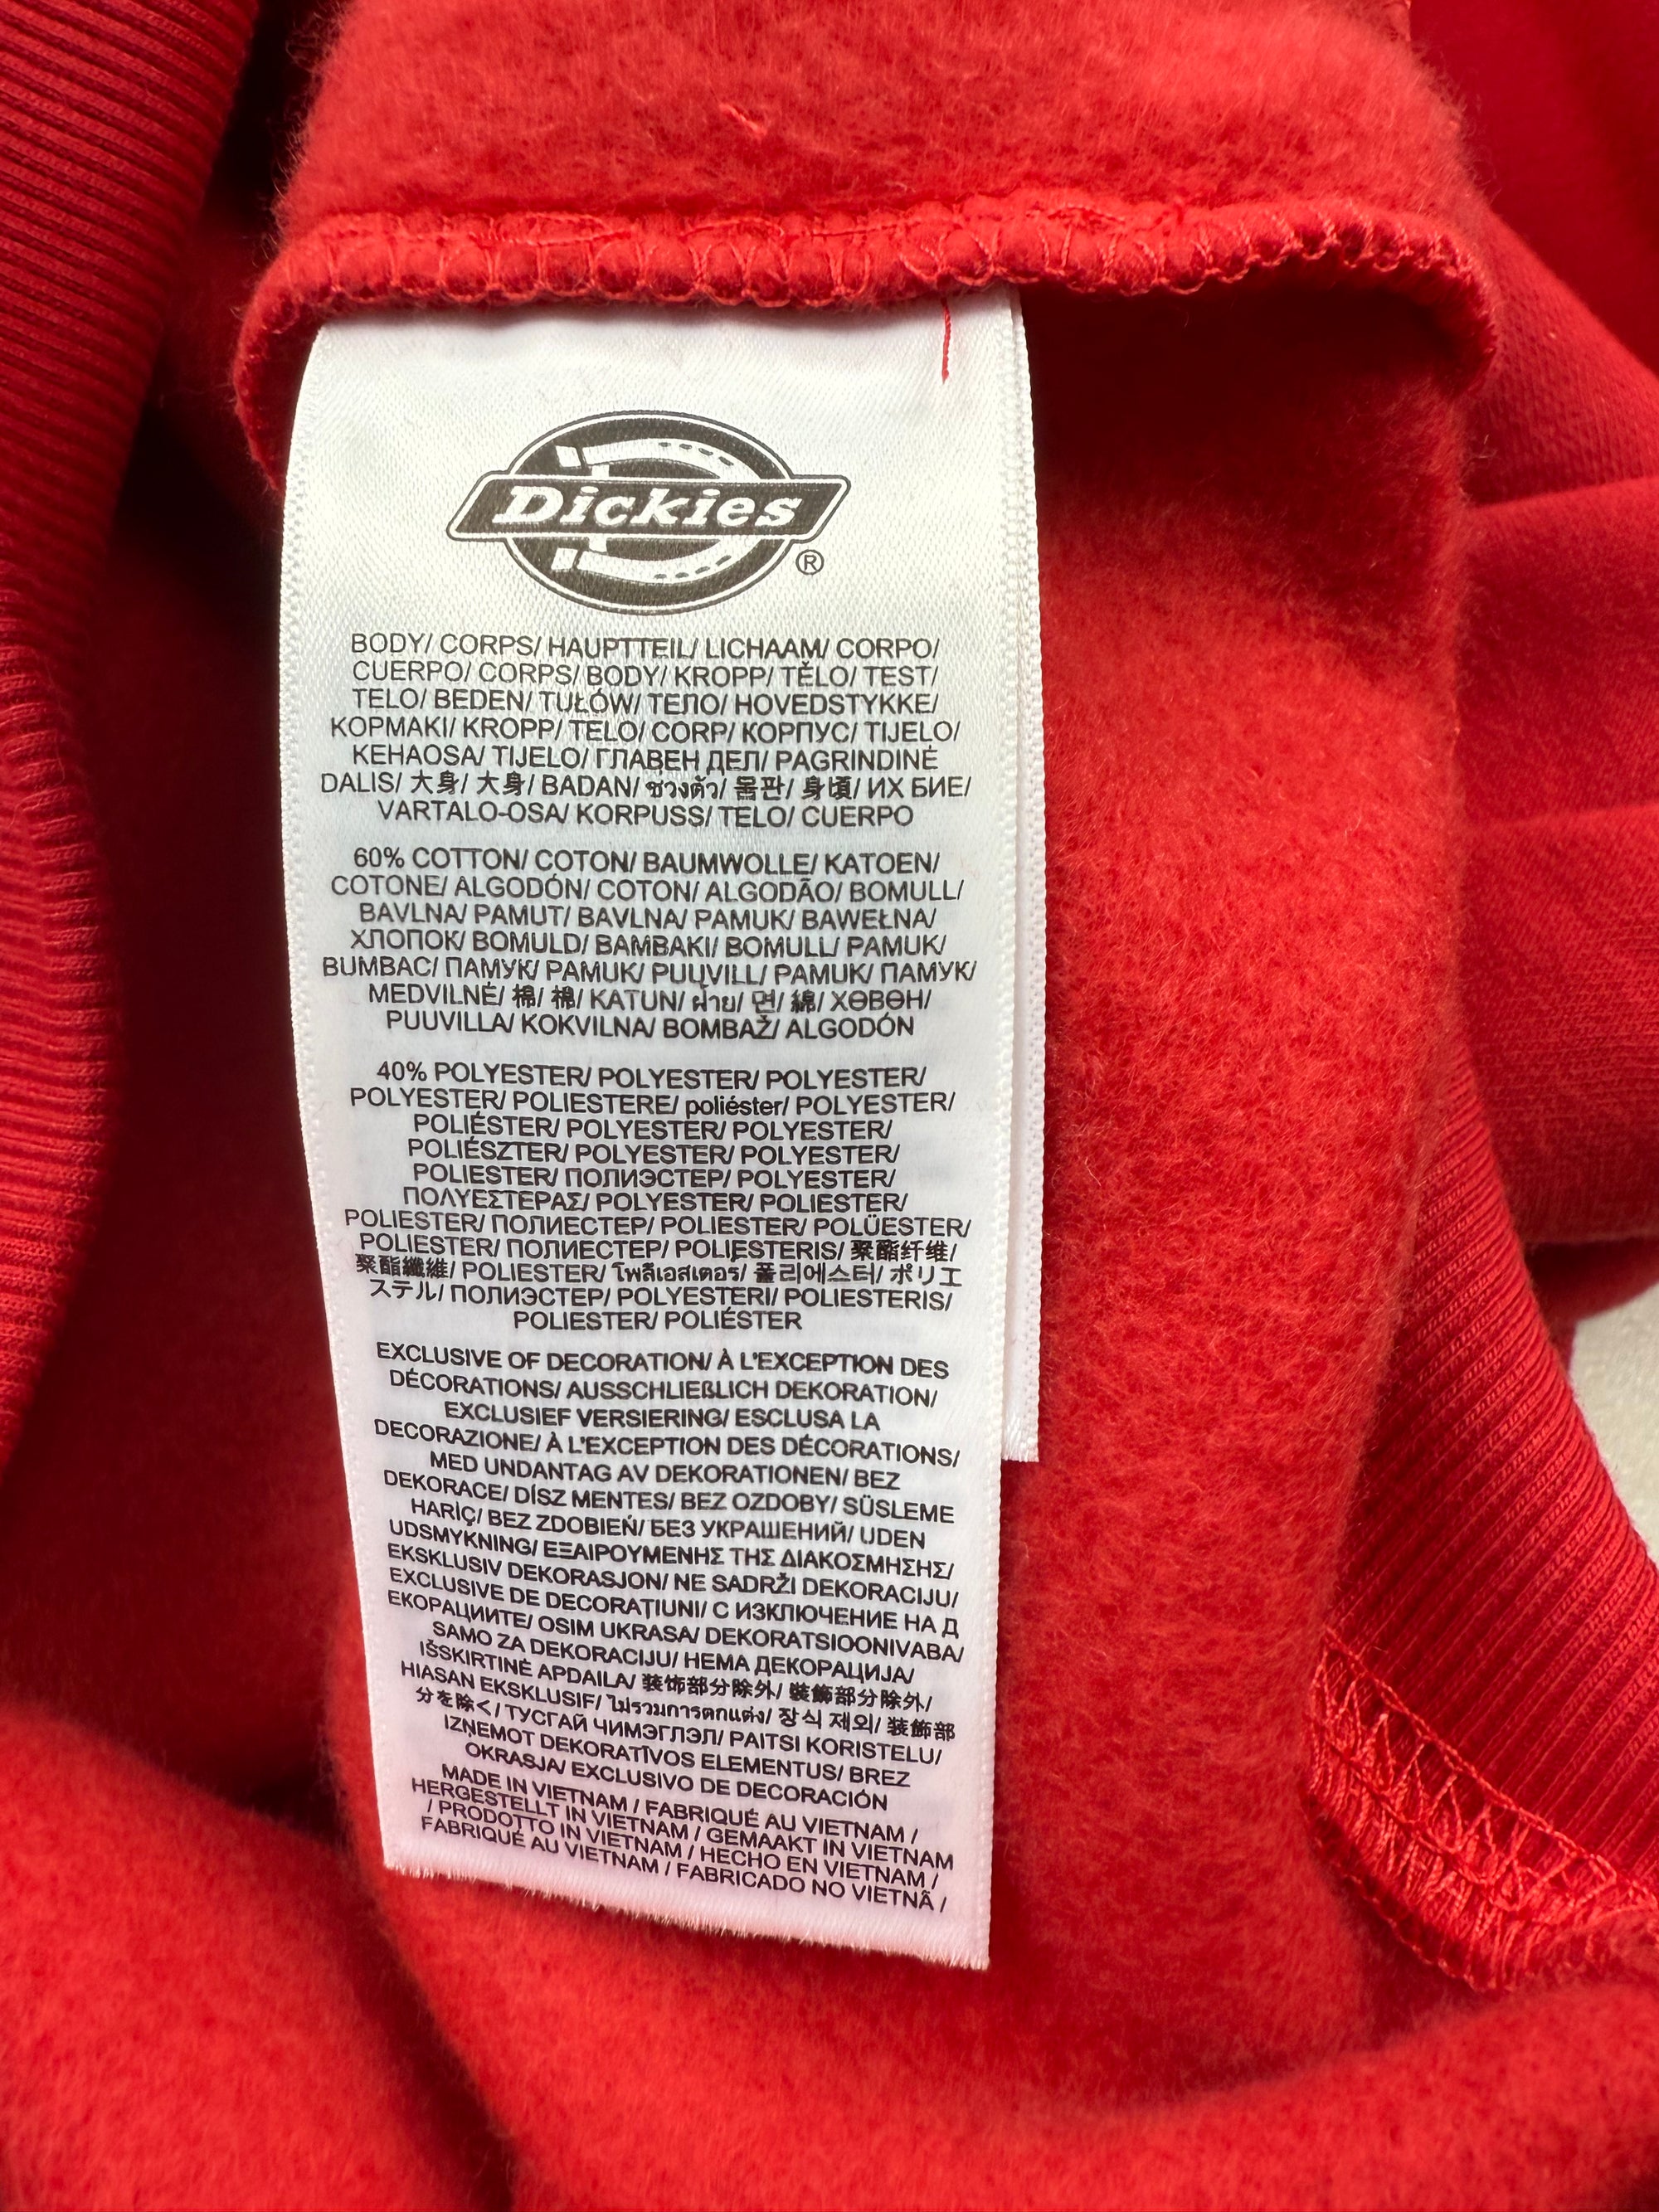 Dickies
®
BODY/ CORPS/ HAUPTTEIL/ LICHAAM/ CORPO/
CUERPO/ CORPS/ BODY/ KROPP/ TĚLO/ TEST/
TELO/ BEDEN/ TUŁÓW/ ТЕЛО/ HOVEDSTYKKE/
ΚΟΡΜΑΚΙ/ KROPP/ TELO/ CORP/ КОРПУС/ TIJELO/
KEHAOSA/ TIJELO/ ГЛАВЕН ДЕЛ/ PAGRINDINĖ
DALIS/ 大身/ 大身/ BADAN/ ช่วงตัว/ 몸판/ 身頃/ ИХ БИЕ/
VARTALO-OSA/ KORPUSS/ TELO/ CUERPO
60% COTTON/ COTON/ BAUMWOLLE/ KATOEN/
COTONE/ ALGODÓN/ COTON/ ALGODÃO/ BOMULL/
BAVLNA/ PAMUT/ BAVLNA/ PAMUK/ BAWEŁNA/
ХЛОПОК/ BOMULD/ ΒΑΜΒΑΚΙ/ BOMULL/ PAMUK/
BUMBAC/ ПАМУК/ PAMUK/ PUUVILL/ PAMUK/ ПАМУК/
MEDVILNĖ/ 棉/ 棉/ KATUN/ ฝ้าย/ 면/ 綿/ ХӨВӨН/
PUUVILLA/ KOKVILNA/ BOMBAŽ/ ALGODÓN
40% POLYESTER/ POLYESTER/ POLYESTER/
POLYESTER/ POLIESTERE/ poliéster/ POLYESTER/
POLIÉSTER/ POLYESTER/ POLYESTER/
POLIÉSZTER/ POLYESTER/ POLYESTER/
POLIESTER/ ПОЛИЭСТЕР/ POLYESTER/
ΠΟΛΥΕΣΤΕΡΑΣ/ POLYESTER/ POLIESTER/
POLIESTER/ ПОЛИЕСТЕР/ POLIESTER/ POLÜESTER/
POLIESTER/ ПОЛИЕСТЕР/ POLIESTERIS/ 聚酯纤维/
聚酯纖維/ POLIESTER/ โพลีเอสเตอร/ 폴리에스터/ ポリエ
ステル/ ПОЛИЭСТЕР/ POLYESTERI/ POLIESTERIS/
POLIESTER/ POLIÉSTER
EXCLUSIVE OF DECORATION/ À L'EXCEPTION DES
DÉCORATIONS/ AUSSCHLIEßLICH DEKORATION/
EXCLUSIEF VERSIERING/ ESCLUSA LA
DECORAZIONE/ À L'EXCEPTION DES DÉCORATIONS/
MED UNDANTAG AV DEKORATIONEN/ BEZ
DEKORACE/ DÍSZ MENTES/ BEZ OZDOBY/ SÜSLEME
HARİÇ/ BEZ ZDOBIEŃ/ БЕЗ УКРАШЕНИЙ/ UDEN
UDSMYKNING/ ΕΞΑΙΡΟΥΜΕΝΗΣ ΤΗΣ ΔΙΑΚΟΣΜΗΣΗΣ/
EKSKLUSIV DEKORASJON/ NE SADRŽI DEKORACIJU/
EXCLUSIVE DE DECORAȚIUNI/ С ИЗКЛЮЧЕНИЕ НА Д
ЕКОРАЦИИТЕ/ OSIM UKRASA/ DEKORATSIOONIVABA/
SAMO ZA DEKORACIJU/ НЕМА ДЕКОРАЦИЈА/
IŠSKIRTINĖ APDAILA/ 装饰部分除外/ 裝飾部分除外/
HIASAN EKSKLUSIF/ ไม่รวมการตกแต่ง/ 장식 제외/ 装飾部
分を除く/ ТУСГАЙ ЧИМЭГЛЭЛ/ PAITSI KORISTELU/
IZŅEMOT DEKORATĪVOS ELEMENTUS/ BREZ
OKRASJA/ EXCLUSIVO DE DECORACIÓN
MADE IN VIETNAM / FABRIQUÉ AU VIETNAM /
HERGESTELLT IN VIETNAM / GEMAAKT IN VIETNAM
/ PRODOTTO IN VIETNAM / HECHO EN VIETNAM /
FABRIQUÉ AU VIETNAM / FABRICADO NO VIETNÃ /